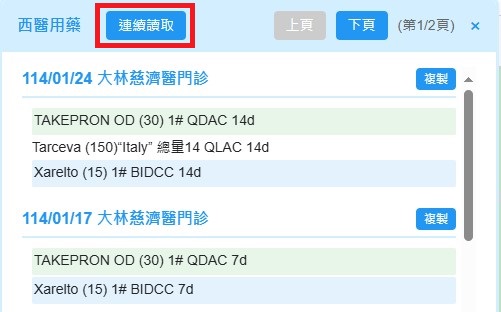 西醫用藥 連續讀取 上頁 下頁 (第1/2頁) ×
114/01/24 大林慈濟醫門診 複製
TAKEPRON OD (30) 1# QDAC 14d
Tarceva (150)“Italy” 總量14 QLAC 14d
Xarelto (15) 1# BIDCC 14d
114/01/17 大林慈濟醫門診 複製
TAKEPRON OD (30) 1# QDAC 7d
Xarelto (15) 1# BIDCC 7d